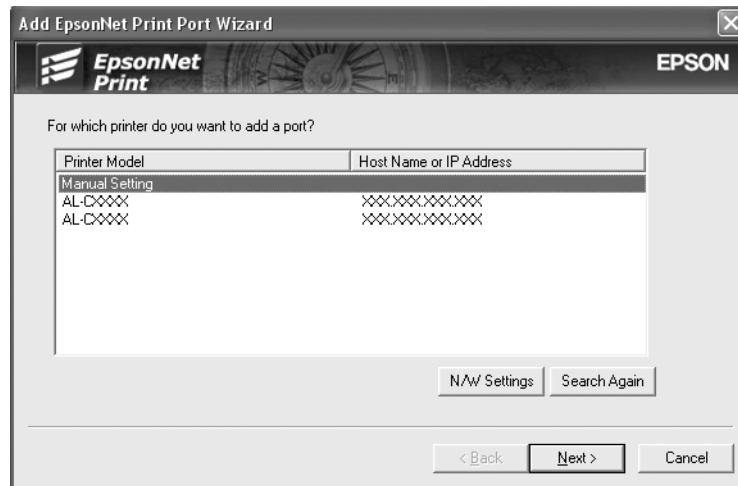 Add EpsonNet Print Port Wizard
EpsonNet
Print
EPSON
For which printer do you want to add a port?
Printer Model Host Name or IP Address
Manual Setting
AL-CXXXX XXX.XXX.XXX.XXX
AL-CXXXX XXX.XXX.XXX.XXX
N/W Settings Search Again
< Back Next > Cancel